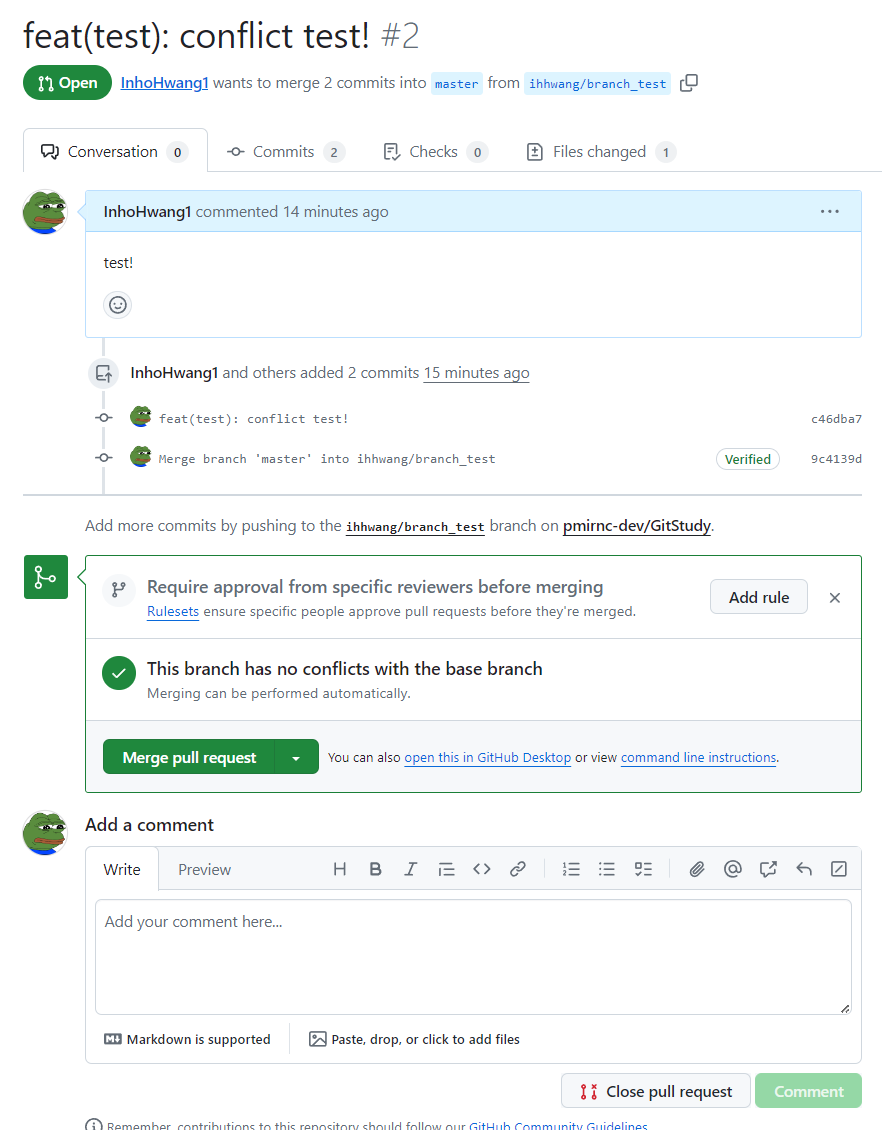 feat(test): conflict test! #2
Open InhoHwang1 wants to merge 2 commits into master from ihhwang/branch_test
Conversation 0 Commits 2 Checks 0 Files changed 1
InhoHwang1 commented 14 minutes ago
test!
InhoHwang1 and others added 2 commits 15 minutes ago
feat(test): conflict test! c46dba7
Merge branch 'master' into ihhwang/branch_test Verified 9c4139d
Add more commits by pushing to the ihhwang/branch_test branch on pmirnc-dev/GitStudy.
Require approval from specific reviewers before merging
Rulesets ensure specific people approve pull requests before they're merged.
Add rule
This branch has no conflicts with the base branch
Merging can be performed automatically.
Merge pull request You can also open this in GitHub Desktop or view command line instructions.
Add a comment
Write Preview
Add your comment here...
Markdown is supported Paste, drop, or click to add files
Close pull request Comment
Remember, contributions to this repository should follow our GitHub Community Guidelines